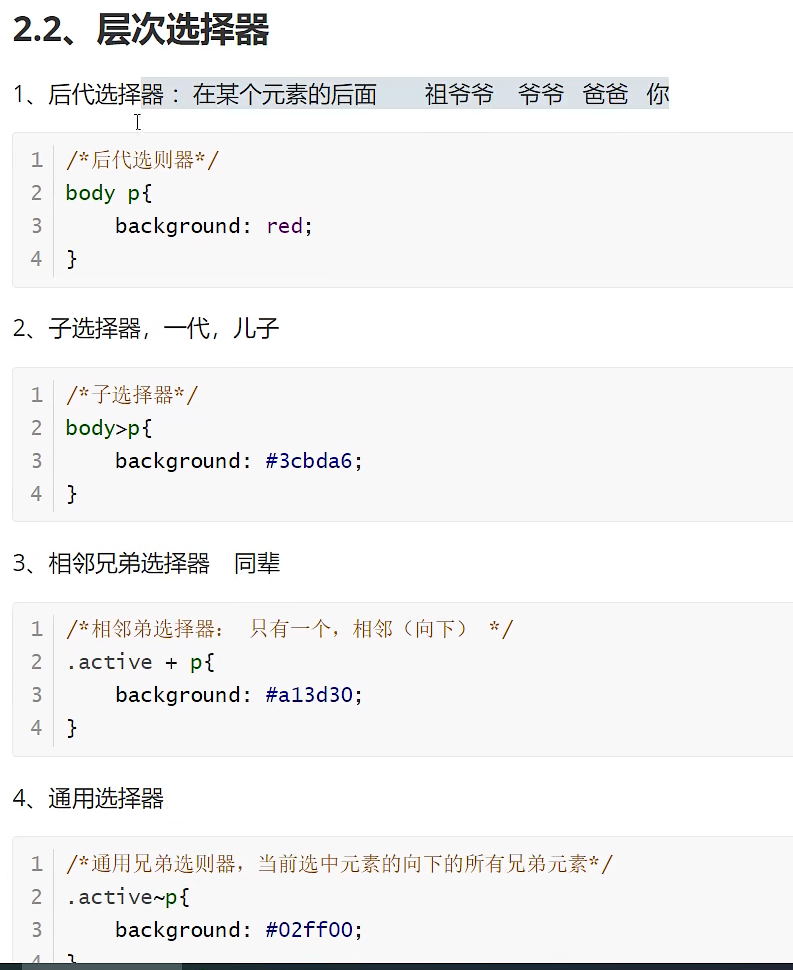 2.2、层次选择器
1、后代选择器：在某个元素的后面 祖爷爷 爷爷 爸爸 你
1 /*后代选则器*/
2 body p{
3 background: red;
4 }
2、子选择器，一代，儿子
1 /*子选择器*/
2 body>p{
3 background: #3cbda6;
4 }
3、相邻兄弟选择器 同辈
1 /*相邻弟选择器： 只有一个，相邻（向下） */
2 .active + p{
3 background: #a13d30;
4 }
4、通用选择器
1 /*通用兄弟选则器，当前选中元素的向下的所有兄弟元素*/
2 .active~p{
3 background: #02ff00;
4 }